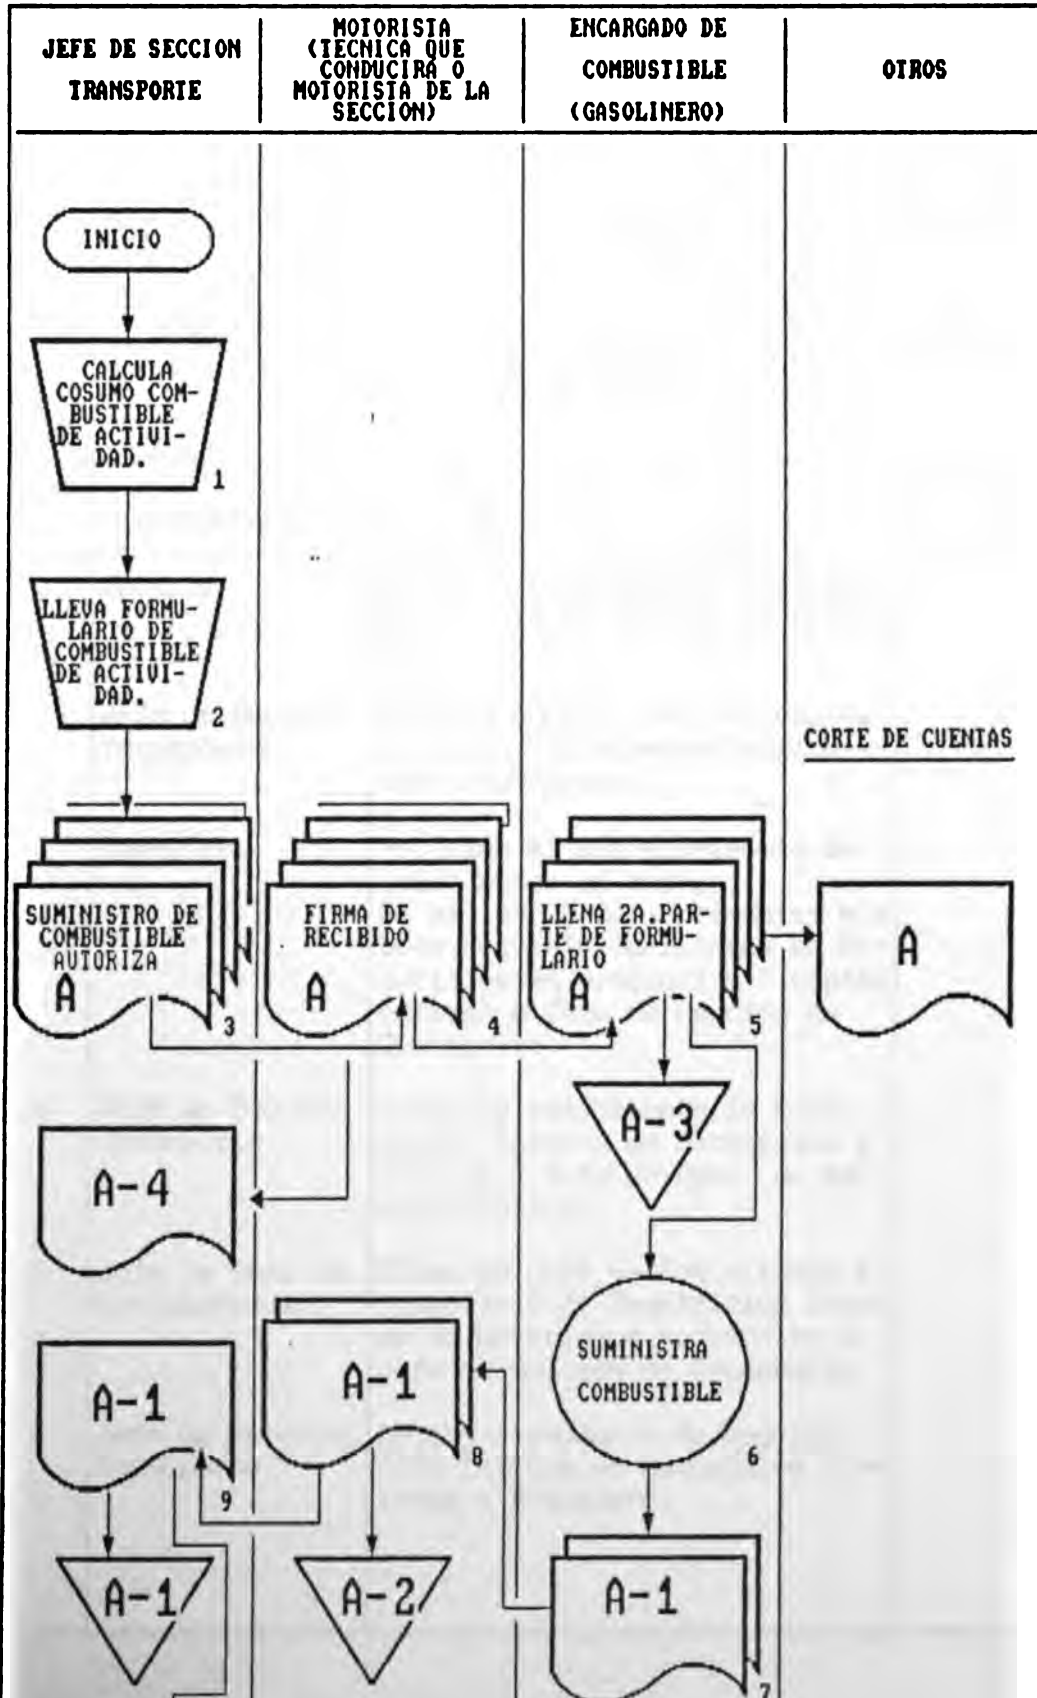 JEFE DE SECCION
TRANSPORTE
MOTORISTA
(TECNICA QUE
CONDUCIRA O
MOTORISTA DE LA
SECCION)
ENCARGADO DE
COMBUSTIBLE
(GASOLINERO)
OTROS
INICIO
CALCULA
COSUMO COM-
BUSTIBLE
DE ACTIVI-
DAD.
1
LLEVA FORMU-
LARIO DE
COMBUSTIBLE
DE ACTIVI-
DAD.
2
CORTE DE CUENTAS
SUMINISTRO DE
COMBUSTIBLE
AUTORIZA
A
3
FIRMA DE
RECIBIDO
A
4
LLENA 2A.PAR-
TE DE FORMU-
LARIO
A
5
A
A-3
A-4
SUMINISTRA
COMBUSTIBLE
6
A-1
8
A-1
9
A-1
A-2
A-1
7